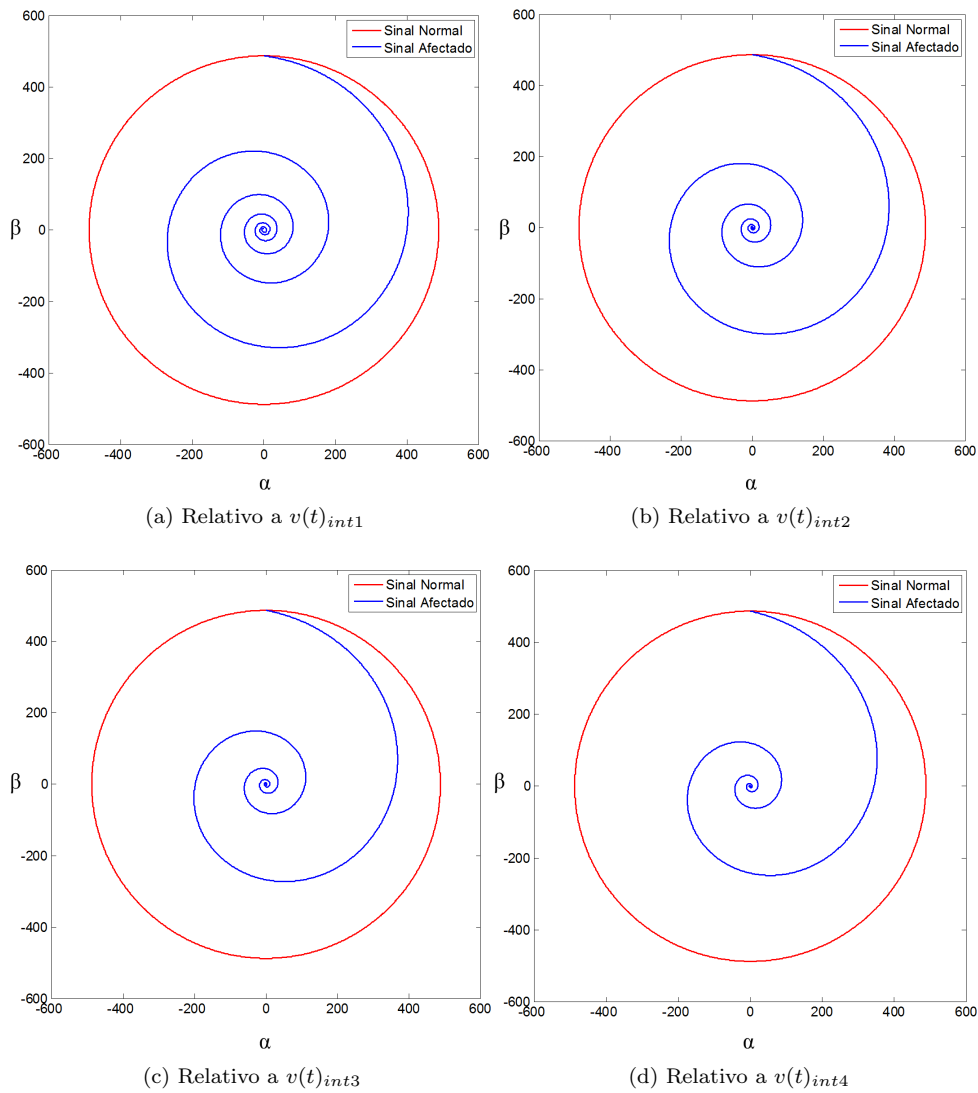 600
400
200
0
-200
-400
-600
β
-600
-400
-200
0
200
400
600
α
Sinal Normal
Sinal Afectado
(a) Relativo a v(t)int1
600
400
200
0
-200
-400
-600
β
-600
-400
-200
0
200
400
600
α
Sinal Normal
Sinal Afectado
(b) Relativo a v(t)int2
600
400
200
0
-200
-400
-600
β
-600
-400
-200
0
200
400
600
α
Sinal Normal
Sinal Afectado
(c) Relativo a v(t)int3
600
400
200
0
-200
-400
-600
β
-600
-400
-200
0
200
400
600
α
Sinal Normal
Sinal Afectado
(d) Relativo a v(t)int4